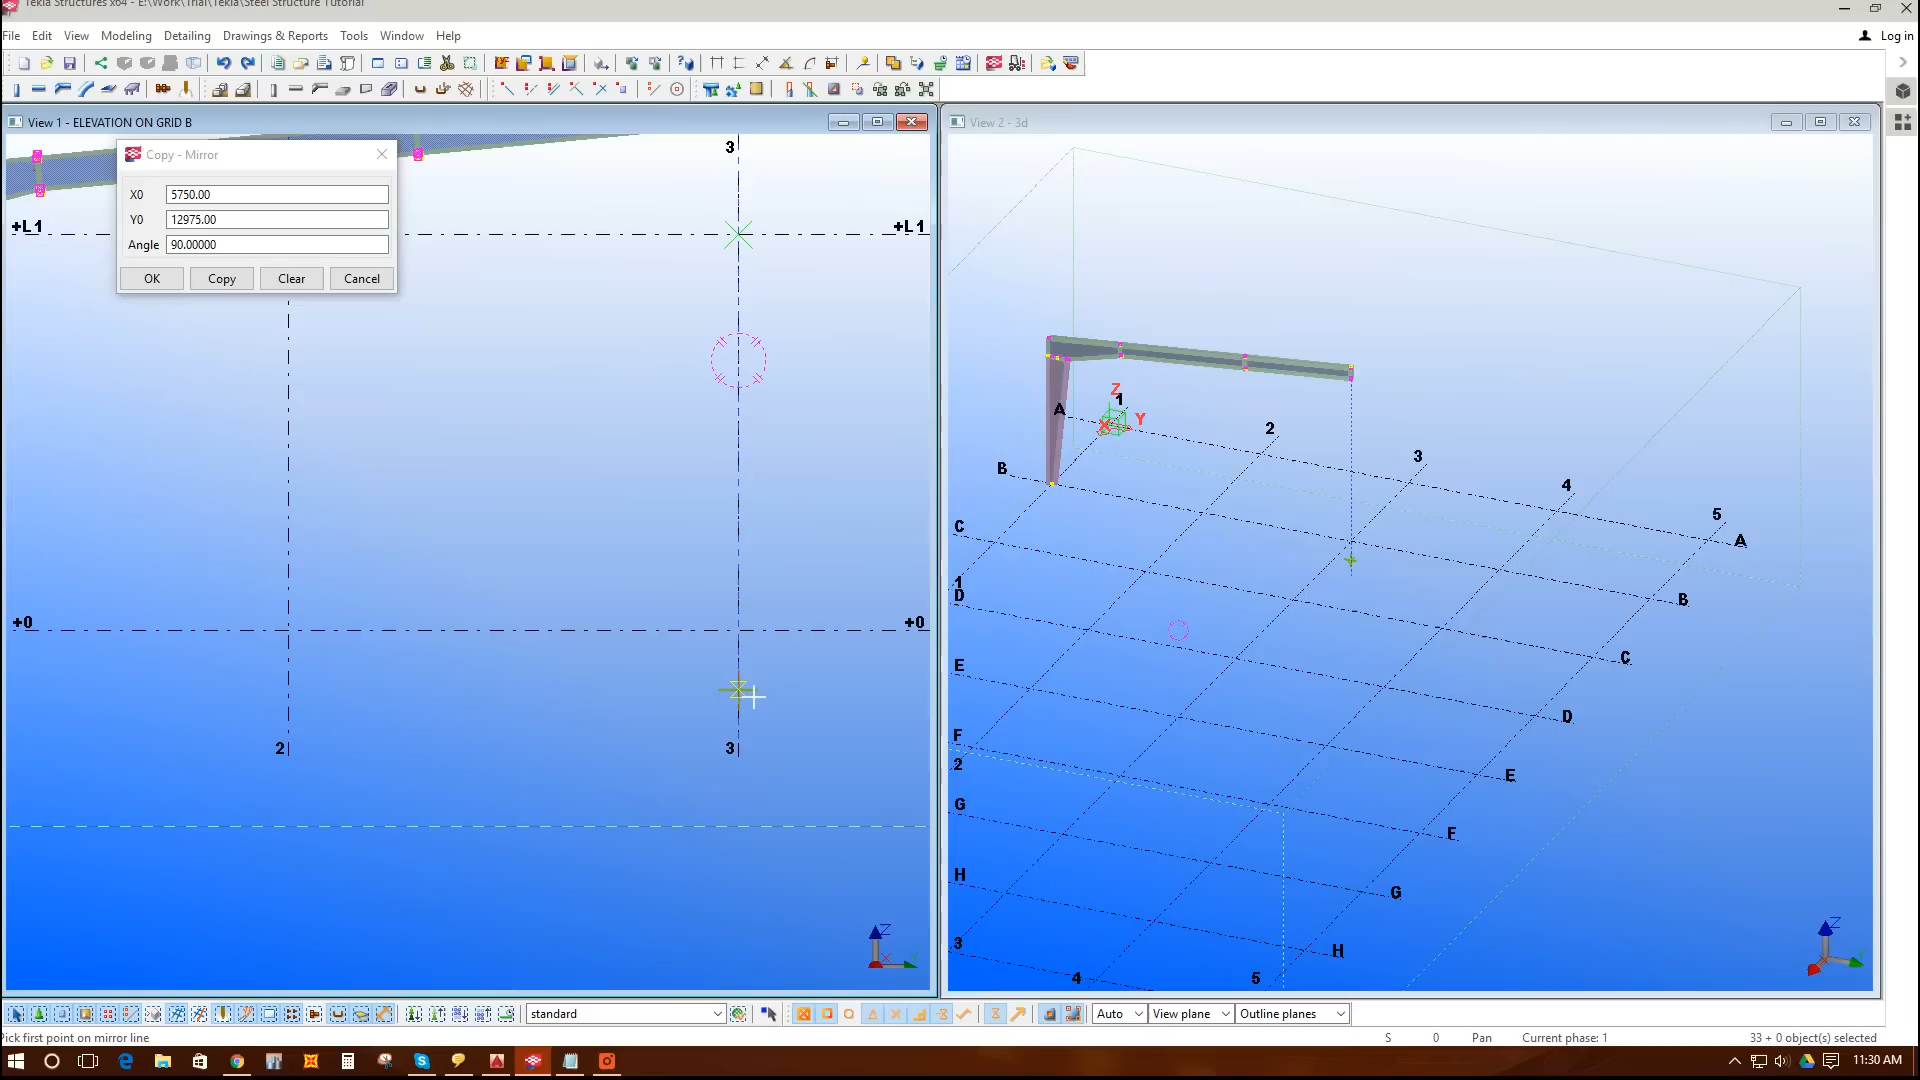 Tekla Structures x64 - E:\Work\Trial\Tekla\Steel Structure Tutorial
File Edit View Modeling Detailing Drawings & Reports Tools Window Help
Log in
View 1 - ELEVATION ON GRID B
View 2 - 3d
Copy - Mirror
X0 5750.00
Y0 12975.00
Angle 90.00000
OK Copy Clear Cancel
3
+L1 +L1
+0 +0
2 3
Z
X
Y
Z
A 1
Z
X Y
2
3
4
5
A
B
C
D
E
F
G
H
1
2
3
4
5
A
B
C
D
E
F
G
H
Z
standard
Auto View plane Outline planes
Pick first point on mirror line
S 0 Pan Current phase: 1 33 + 0 object(s) selected
11:30 AM